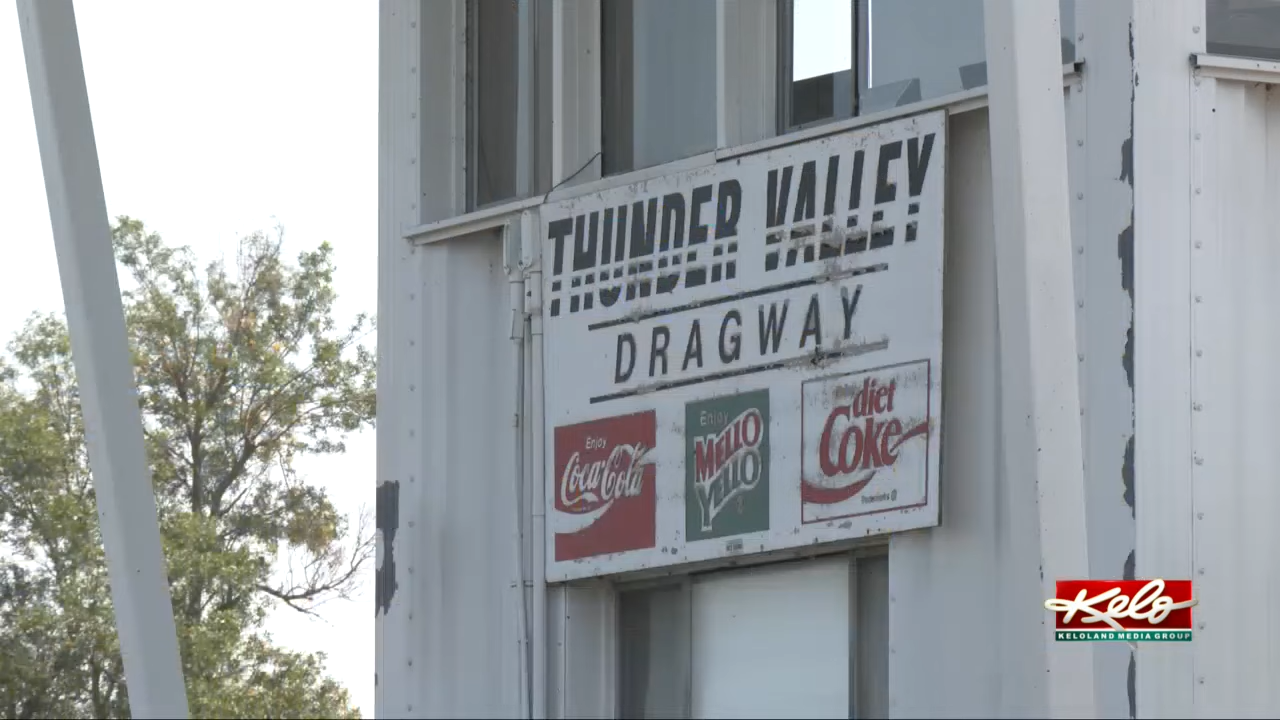 THUNDER VALLEY
DRAGWAY
Enjoy
Coca-Cola
Enjoy
MELLO
YELLO
diet
Coke
Kelo
KELOLAND MEDIA GROUP